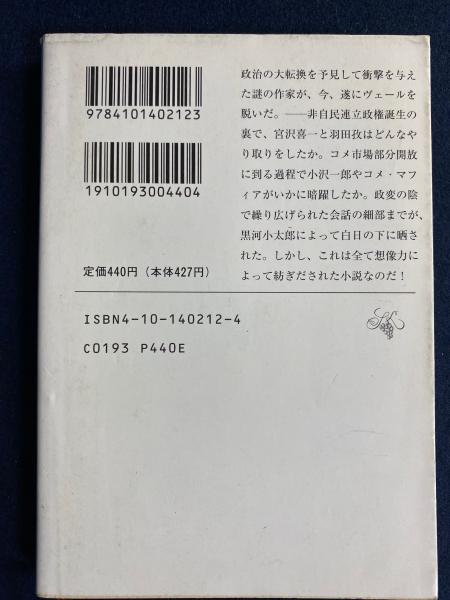 9784101402123
1910193004404
定価440円（本体427円）
政治の大転換を予見して衝撃を与え
た謎の作家が、今、遂にヴェールを
脱いだ。――非自民連立政権誕生の
裏で、宮沢喜一と羽田孜はどんなや
り取りをしたか。コメ市場部分開放
に到る過程で小沢一郎やコメ・マフ
ィアがいかに暗躍したか。政変の陰
で繰り広げられた会話の細部までが、
黒河小太郎によって白日の下に晒さ
れた。しかし、これは全て想像力に
よって紡ぎだされた小説なのだ！
ISBN4-10-140212-4
C0193 P440E